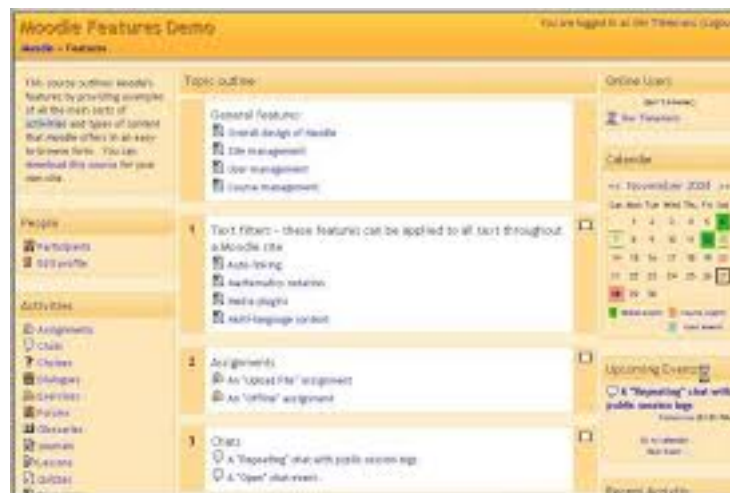 Moodle Features Demo
You are logged in as
Moodle » Features
This course outlines Moodle's
features by providing examples
of all the main sorts of
activities and types of content
that Moodle offers in an easy
to browse form. You can
download this course for your
own site.
People
Participants
Edit profile
Activities
Assignments
Chats
Choices
Dialogues
Exercises
Forums
Glossaries
Journals
Lessons
Quizzes
Topic outline
General features:
Overall design of Moodle
Site management
User management
Course management
1 Text filters - these features can be applied to all text throughout
a Moodle site
Auto-linking
Mathematics notation
Media plugins
Multi-language content
2 Assignments
An "Upload File" assignment
An "Offline" assignment
3 Chats
A "Repeating" chat with public session logs
A "Open" chat event
Online Users
Calendar
<< November 2004 >>
Sun Mon Tue Wed Thu Fri Sat
Upcoming Events
A "Repeating" chat with
public session logs
Recent Activity